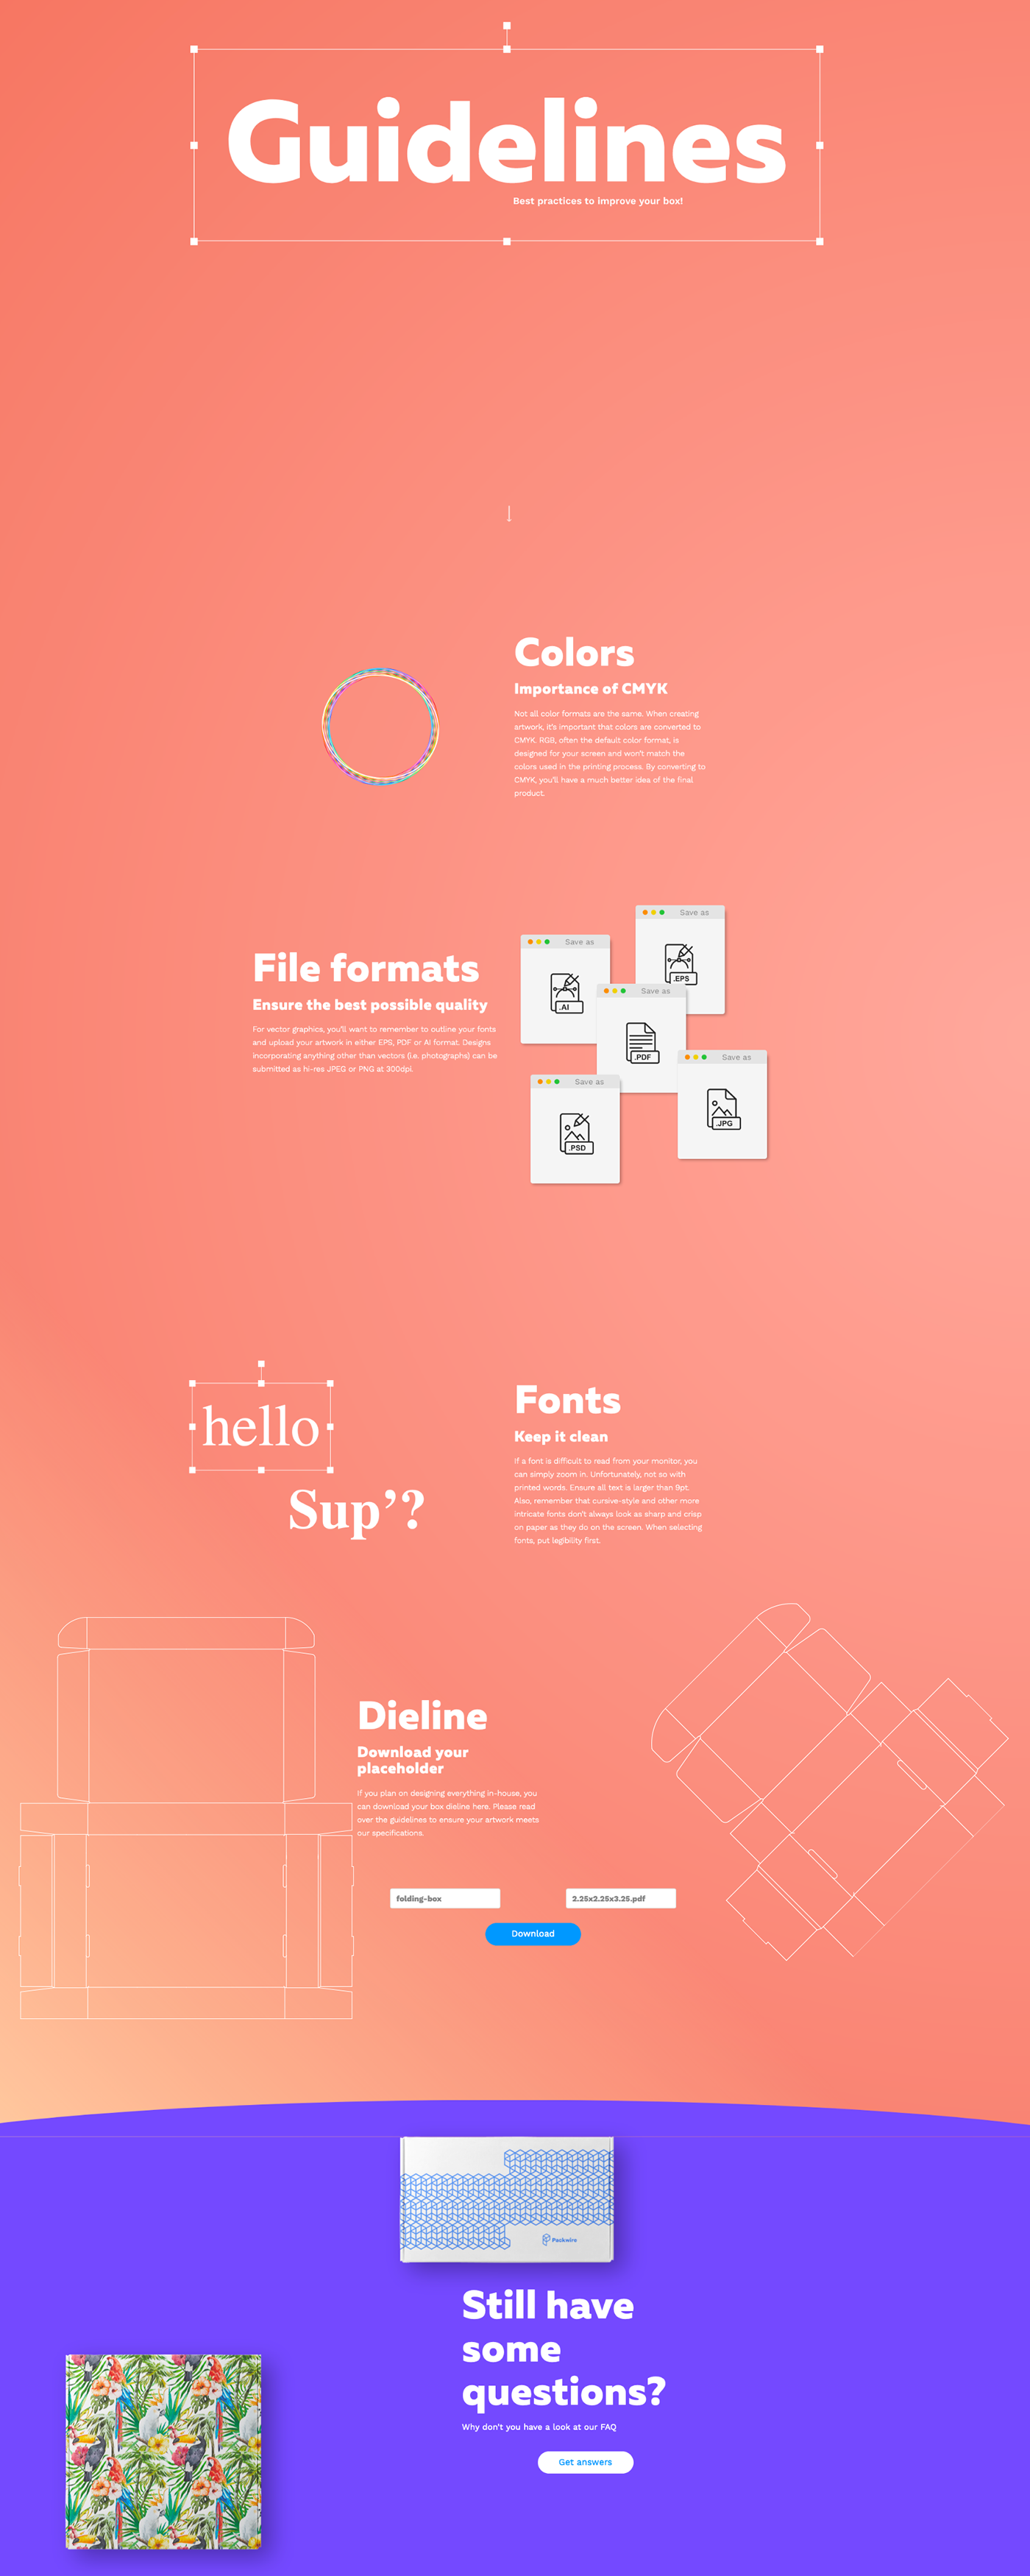 Guidelines
Best practices to improve your box!
Colors
Importance of CMYK
Not all color formats are the same. When creating
artwork, it's important that colors are converted to
CMYK. RGB, often the default color format, is
designed for your screen and won't match the
colors used in the printing process. By converting to
CMYK, you'll have a much better idea of the final
product.
File formats
Ensure the best possible quality
For vector graphics, you'll want to remember to outline your fonts
and upload your artwork in either EPS, PDF or AI format. Designs
incorporating anything other than vectors (i.e. photographs) can be
submitted as hi-res JPEG or PNG at 300dpi.
Save as
.EPS
Save as
.AI
Save as
.PDF
Save as
.JPG
Save as
.PSD
hello
Sup’?
Fonts
Keep it clean
If a font is difficult to read from your monitor, you
can simply zoom in. Unfortunately, not so with
printed words. Ensure all text is larger than 9pt.
Also, remember that cursive-style and other more
intricate fonts don't always look as sharp and crisp
on paper as they do on the screen. When selecting
fonts, put legibility first.
Dieline
Download your
placeholder
If you plan on designing everything in-house, you
can download your box dieline here. Please read
over the guidelines to ensure your artwork meets
our specifications.
folding-box
2.25x2.25x3.25.pdf
Download
Packwire
Still have
some
questions?
Why don't you have a look at our FAQ
Get answers